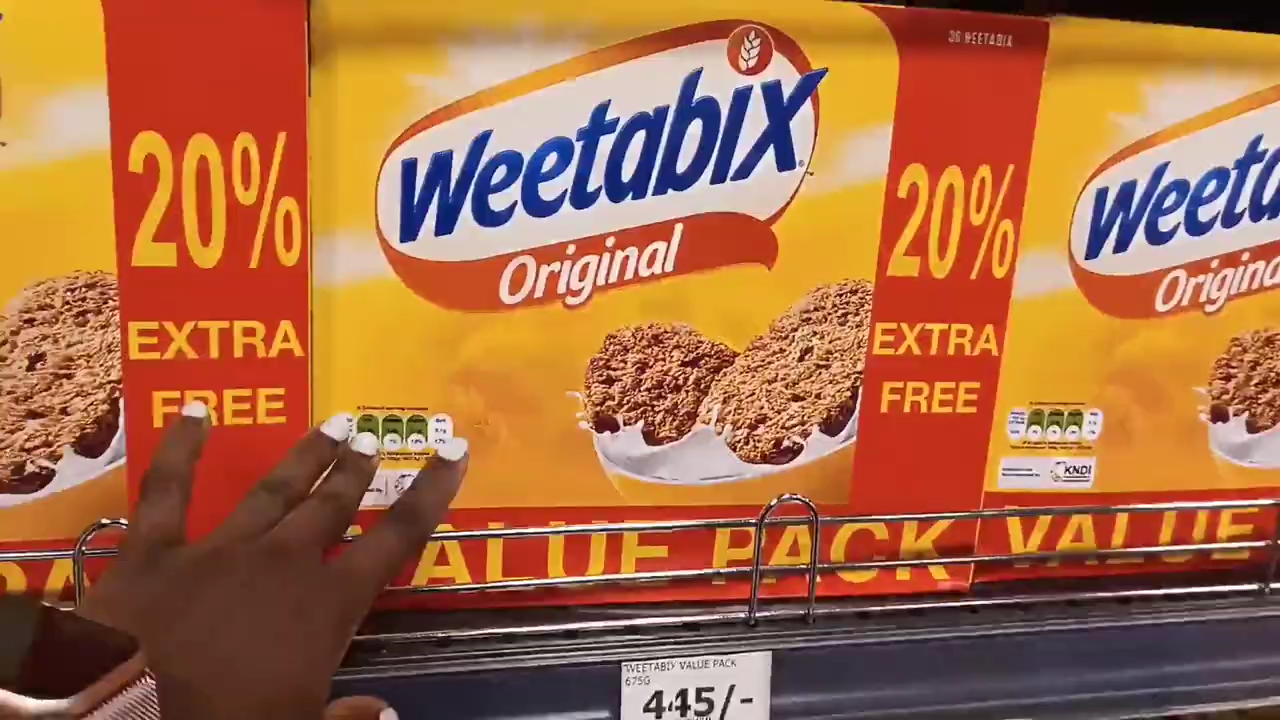 20%
EXTRA
FREE
36 WEETABIX
Weetabix
Original
20%
EXTRA
FREE
VALUE PACK
Weeta
Origina
KNDI
VALUE
WEETABIX VALUE PACK
675G
445/-